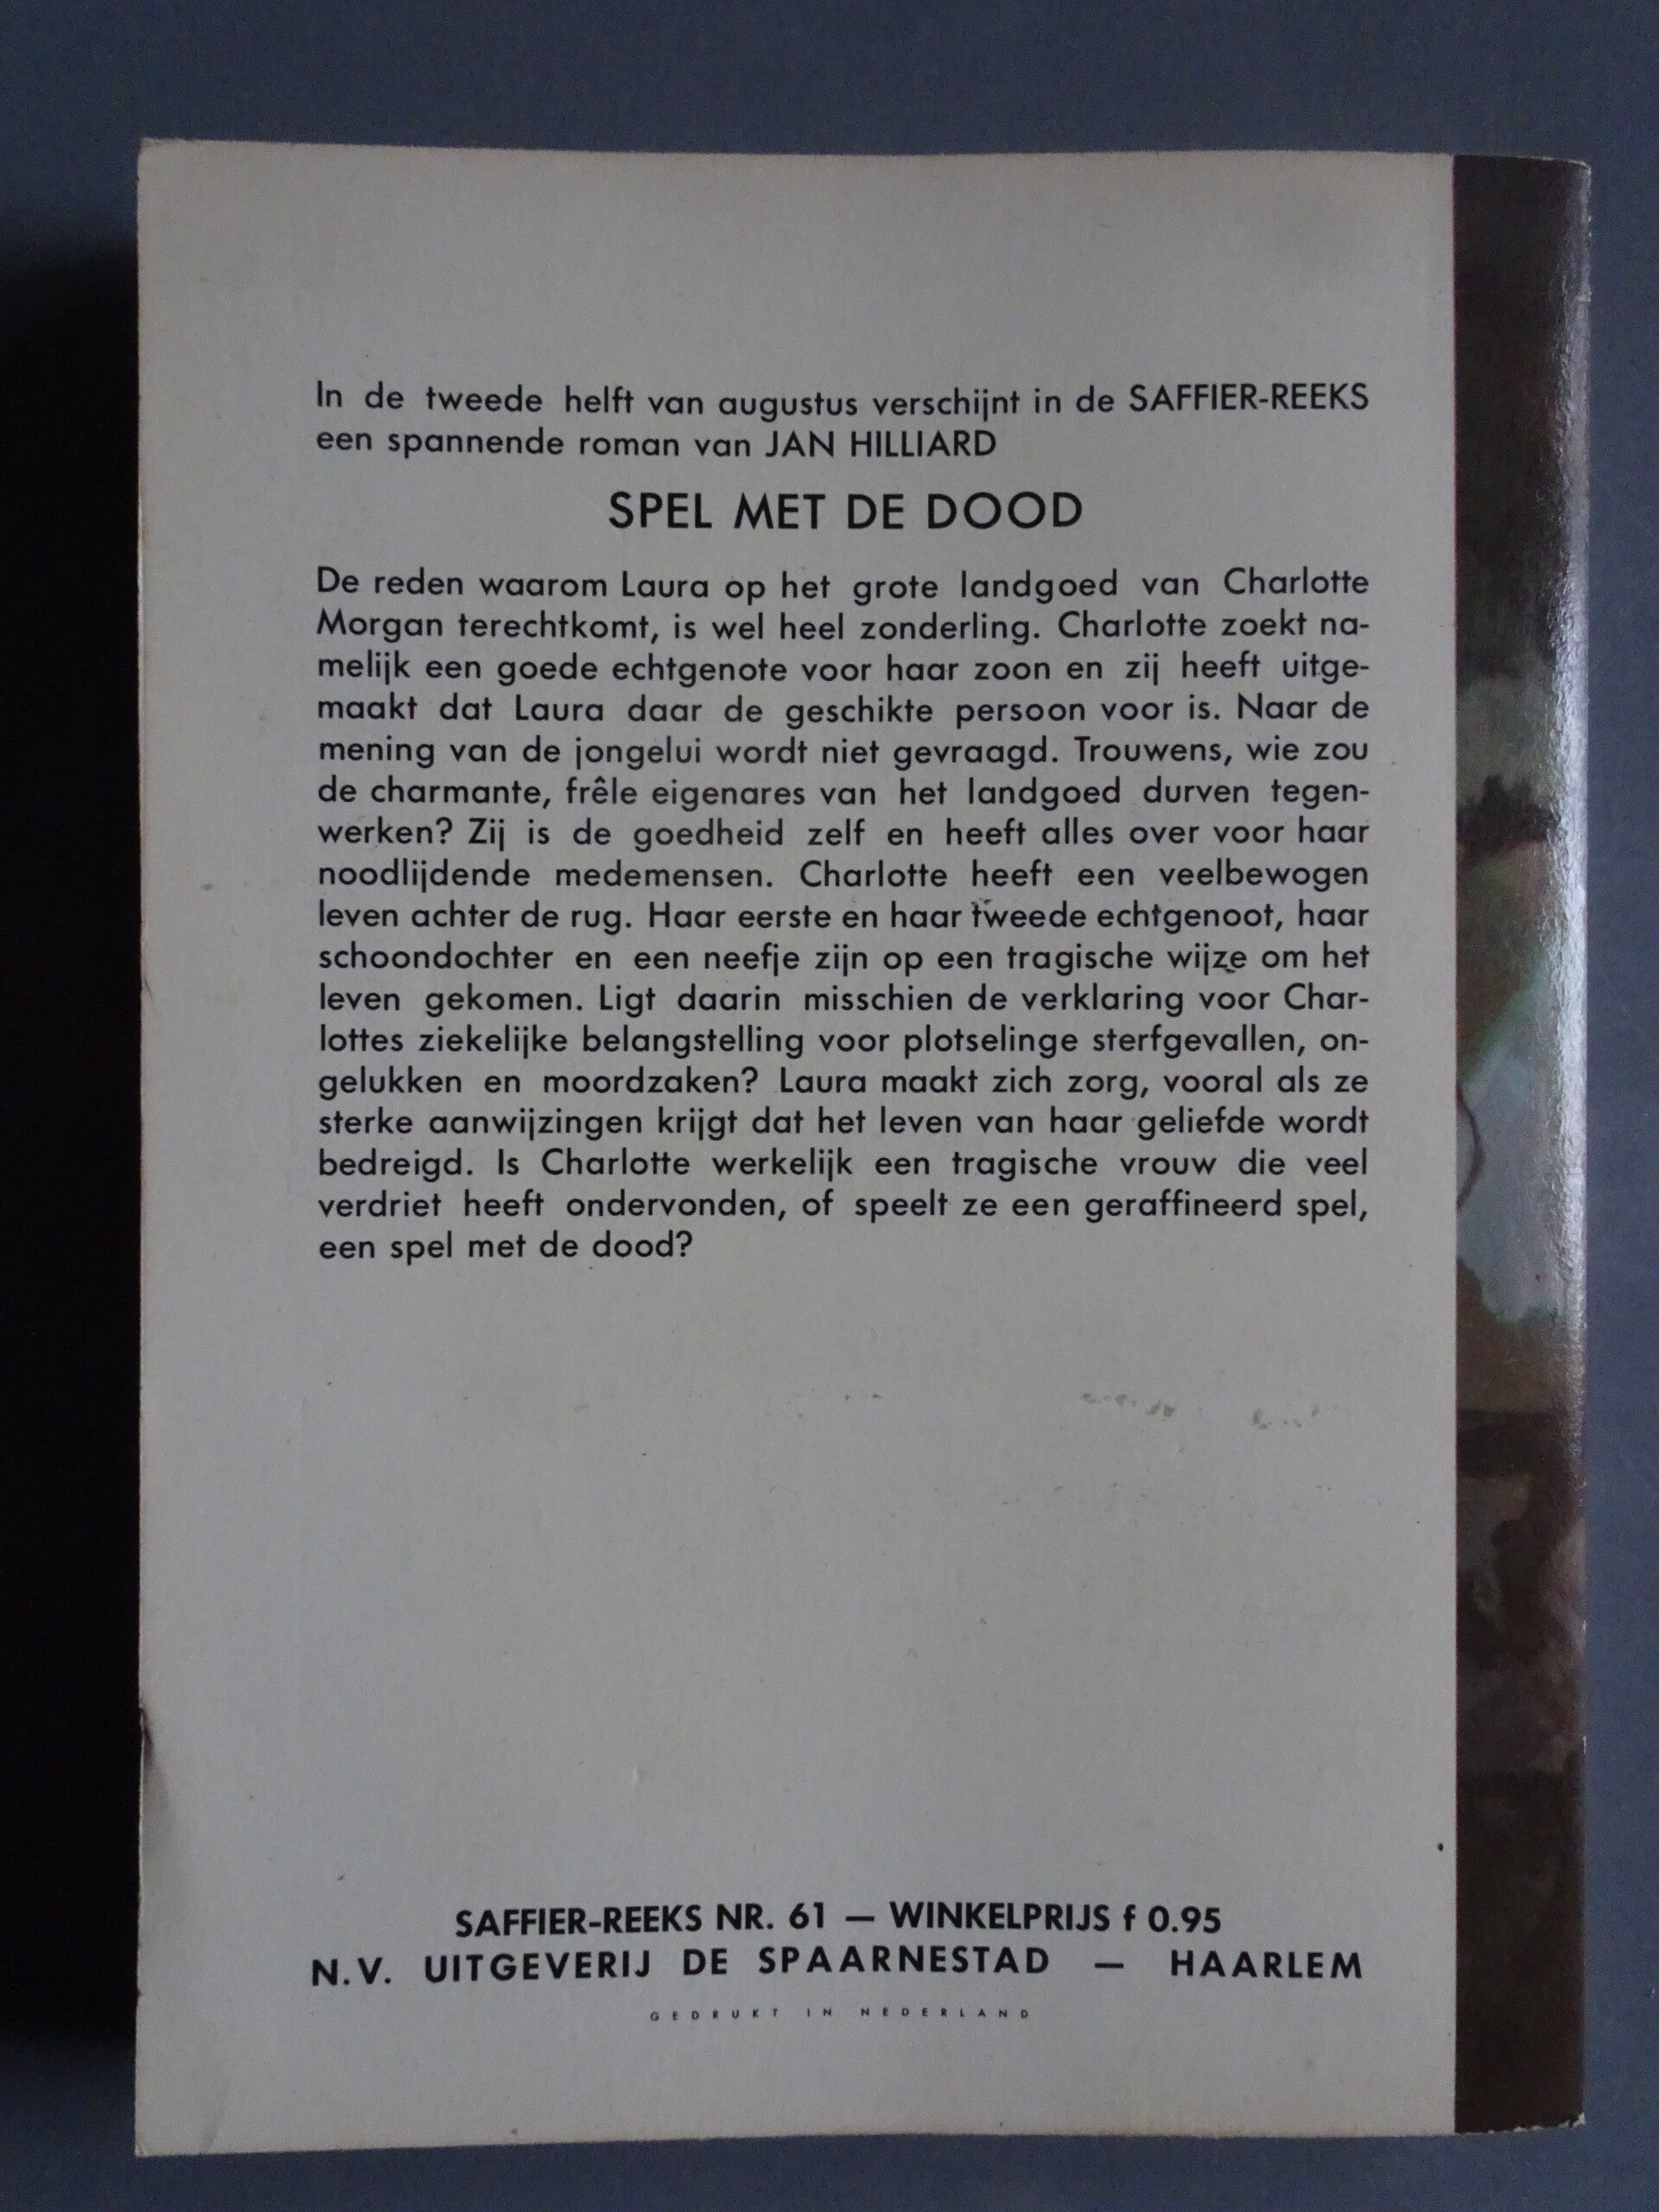 In de tweede helft van augustus verschijnt in de SAFFIER-REEKS
een spannende roman van JAN HILLIARD
SPEL MET DE DOOD
De reden waarom Laura op het grote landgoed van Charlotte
Morgan terechtkomt, is wel heel zonderling. Charlotte zoekt na-
melijk een goede echtgenote voor haar zoon en zij heeft uitge-
maakt dat Laura daar de geschikte persoon voor is. Naar de
mening van de jongelui wordt niet gevraagd. Trouwens, wie zou
de charmante, frêle eigenares van het landgoed durven tegen-
werken? Zij is de goedheid zelf en heeft alles over voor haar
noodlijdende medemensen. Charlotte heeft een veelbewogen
leven achter de rug. Haar eerste en haar tweede echtgenoot, haar
schoondochter en een neefje zijn op een tragische wijze om het
leven gekomen. Ligt daarin misschien de verklaring voor Char-
lottes ziekelijke belangstelling voor plotselinge sterfgevallen, on-
gelukken en moordzaken? Laura maakt zich zorg, vooral als ze
sterke aanwijzingen krijgt dat het leven van haar geliefde wordt
bedreigd. Is Charlotte werkelijk een tragische vrouw die veel
verdriet heeft ondervonden, of speelt ze een geraffineerd spel,
een spel met de dood?
SAFFIER-REEKS NR. 61 — WINKELPRIJS f 0.95
N.V. UITGEVERIJ DE SPAARNESTAD — HAARLEM
GEDRUKT IN NEDERLAND